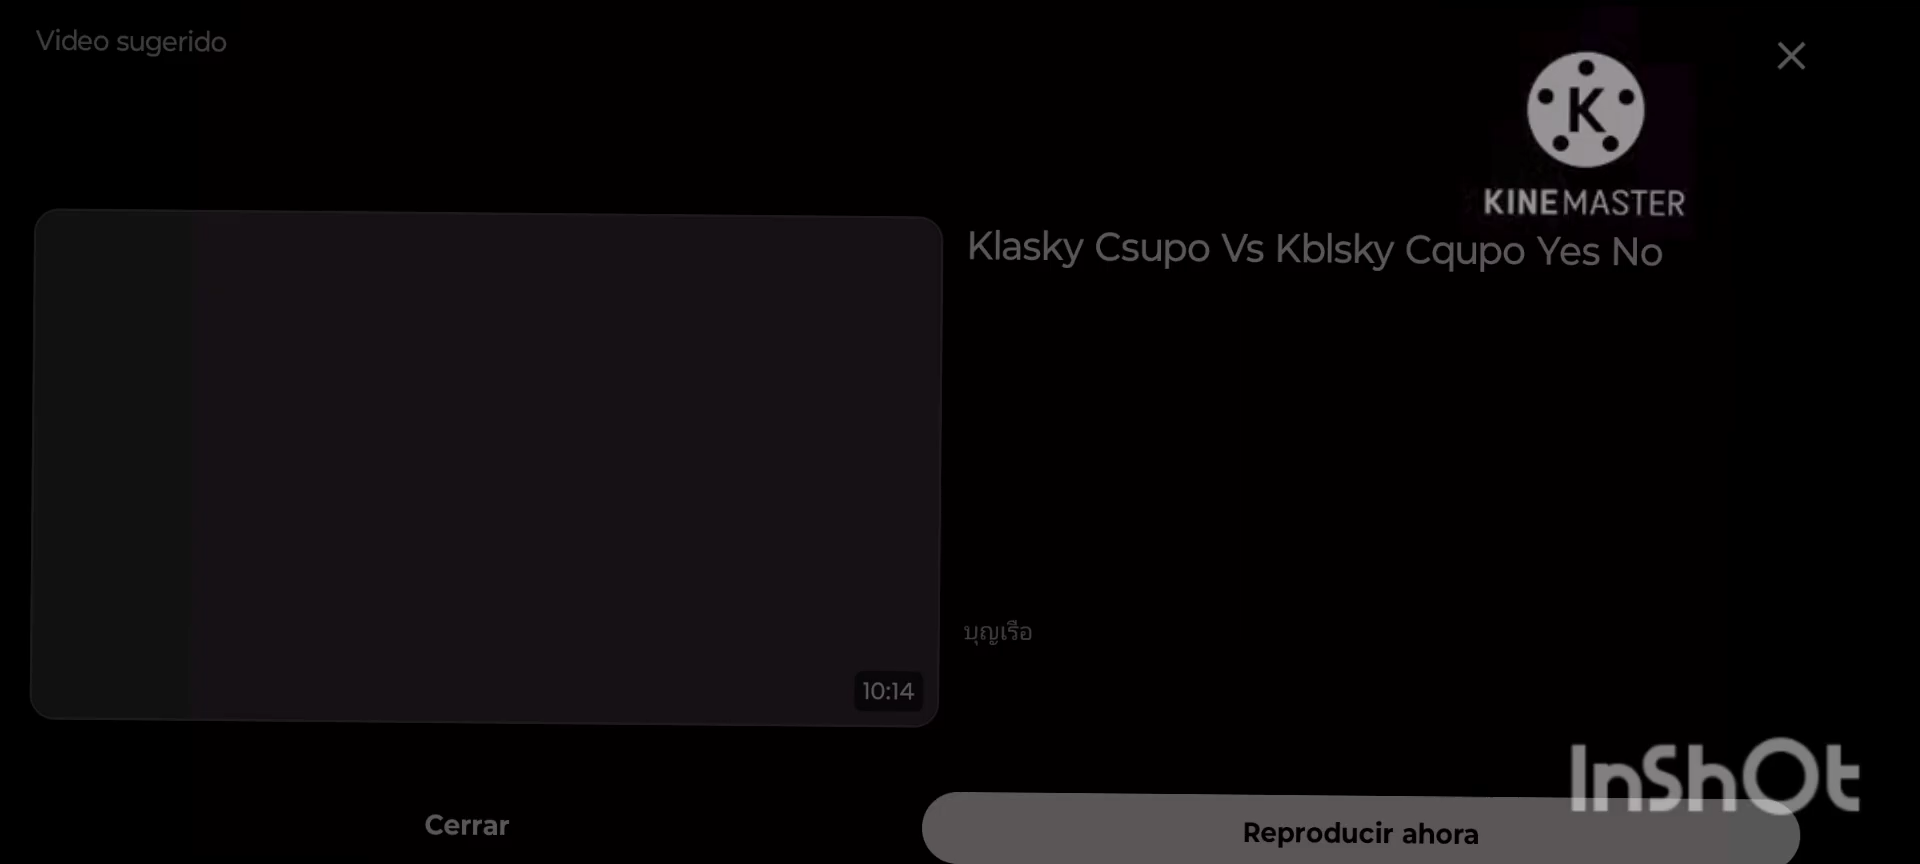 Video sugerido
K
KINEMASTER
Klasky Csupo Vs Kblsky Cqupo Yes No
บุญเรือ
10:14
InShOt
Cerrar
Reproducir ahora